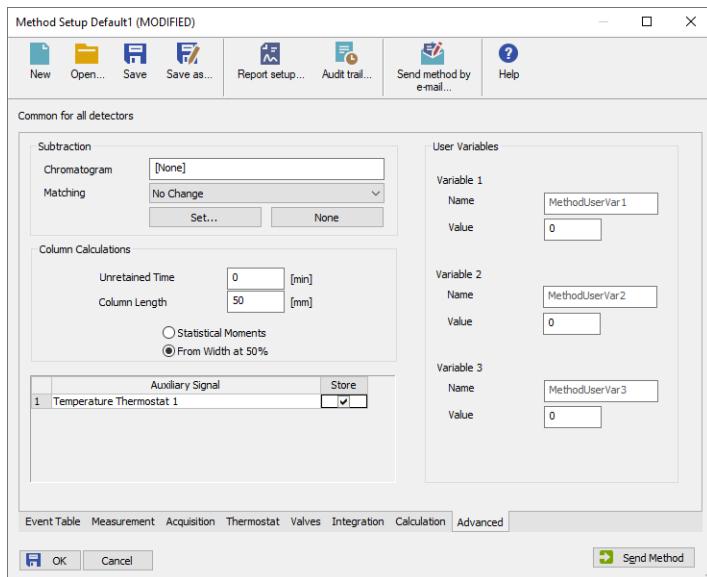 Method Setup Default1 (MODIFIED)
New Open... Save Save as... Report setup... Audit trail... Send method by e-mail... Help
Common for all detectors
Subtraction
Chromatogram [None]
Matching No Change
Set... None
Column Calculations
Unretained Time 0 [min]
Column Length 50 [mm]
Statistical Moments
From Width at 50%
Auxiliary Signal Store
1 Temperature Thermostat 1
User Variables
Variable 1
Name MethodUserVar1
Value 0
Variable 2
Name MethodUserVar2
Value 0
Variable 3
Name MethodUserVar3
Value 0
Event Table Measurement Acquisition Thermostat Valves Integration Calculation Advanced
OK Cancel Send Method